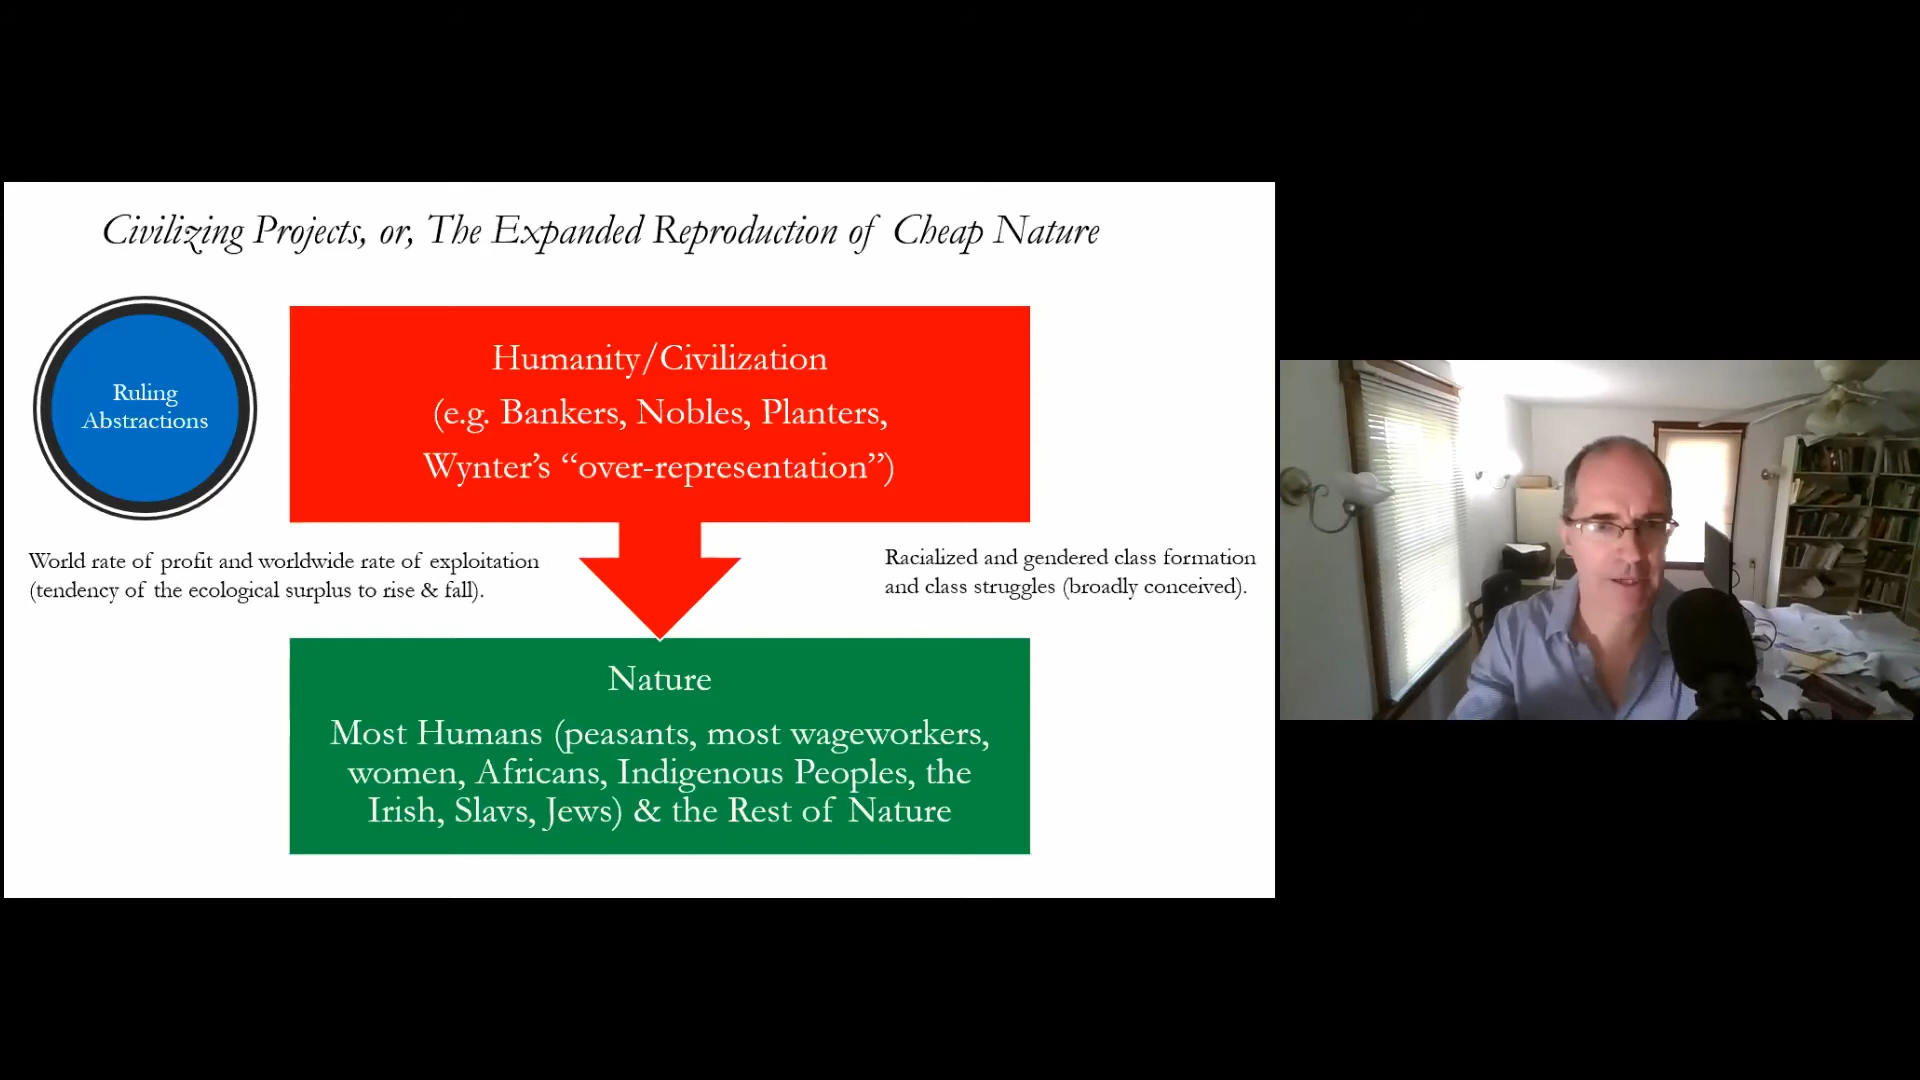 Civilizing Projects, or, The Expanded Reproduction of Cheap Nature
Ruling
Abstractions
Humanity/Civilization
(e.g. Bankers, Nobles, Planters,
Wynter’s “over-representation”)
World rate of profit and worldwide rate of exploitation
(tendency of the ecological surplus to rise & fall).
Racialized and gendered class formation
and class struggles (broadly conceived).
Nature
Most Humans (peasants, most wageworkers,
women, Africans, Indigenous Peoples, the
Irish, Slavs, Jews) & the Rest of Nature